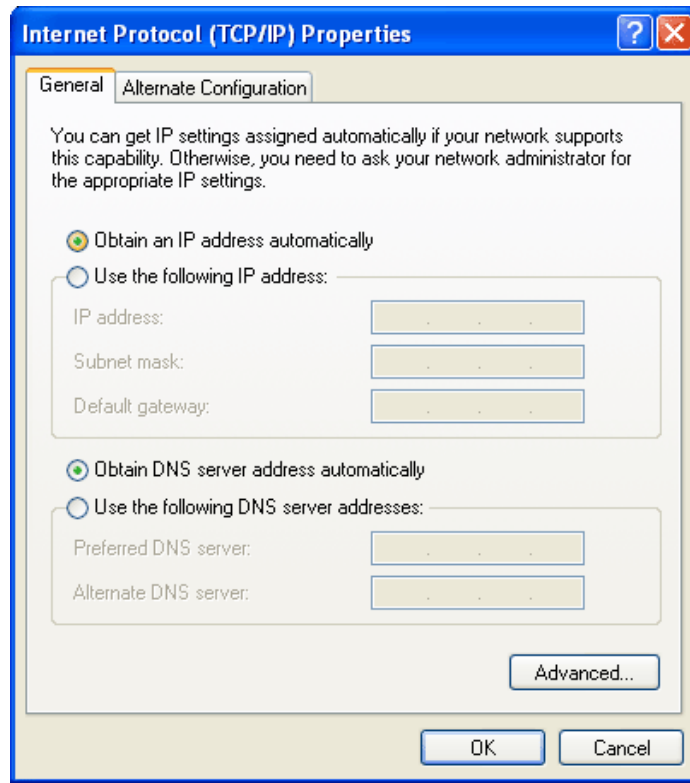 Internet Protocol (TCP/IP) Properties
General
Alternate Configuration
You can get IP settings assigned automatically if your network supports
this capability. Otherwise, you need to ask your network administrator for
the appropriate IP settings.
Obtain an IP address automatically
Use the following IP address:
IP address:
Subnet mask:
Default gateway:
Obtain DNS server address automatically
Use the following DNS server addresses:
Preferred DNS server:
Alternate DNS server:
Advanced...
OK
Cancel